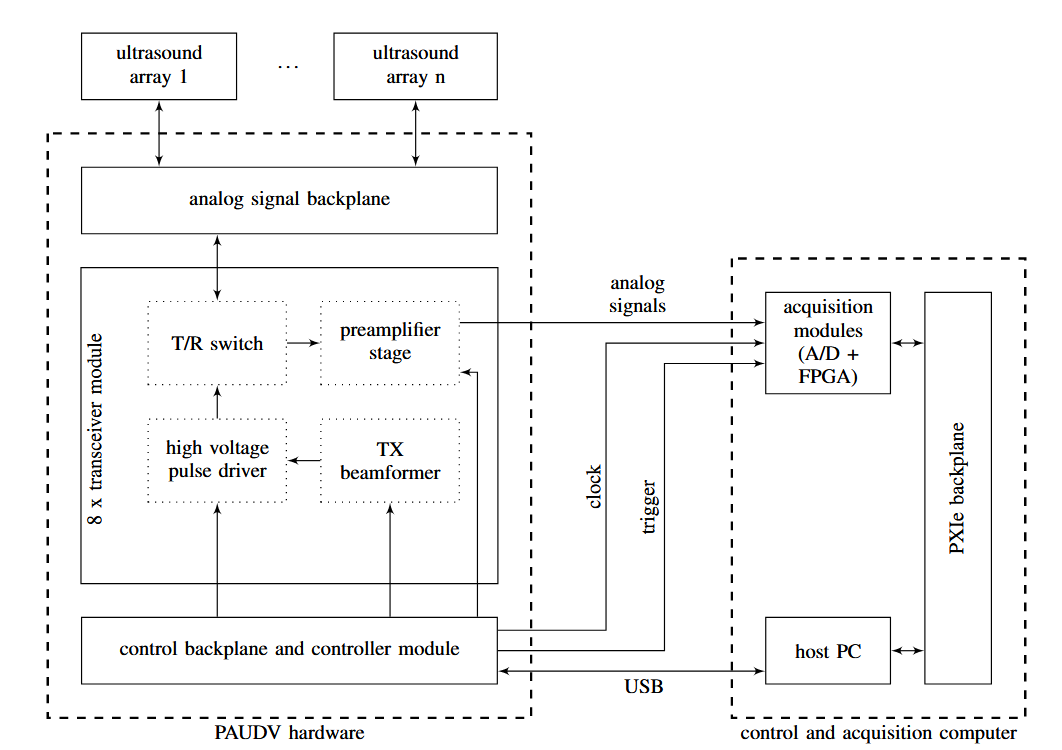 ultrasound
array 1
...
ultrasound
array n
analog signal backplane
8 x transceiver module
T/R switch
preamplifier
stage
high voltage
pulse driver
TX
beamformer
control backplane and controller module
PAUDV hardware
analog
signals
clock
trigger
USB
acquisition
modules
(A/D +
FPGA)
PXIe backplane
host PC
control and acquisition computer